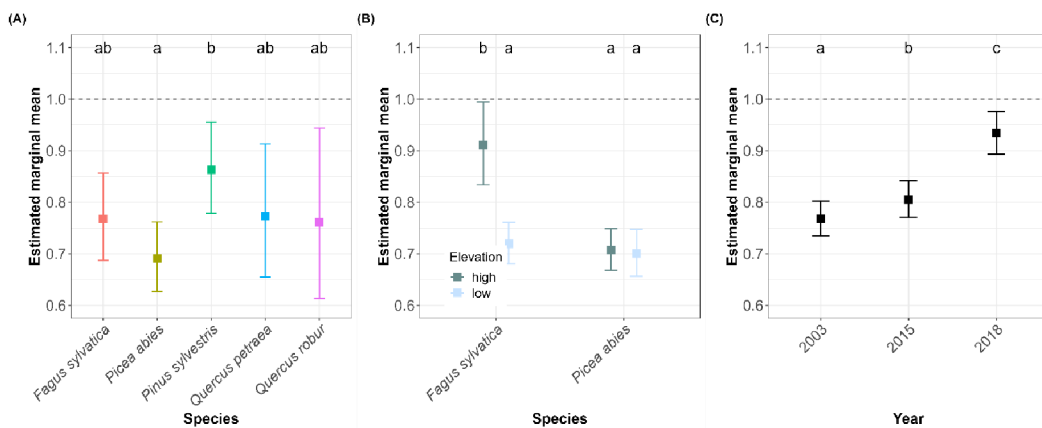 (A)
ab a b ab ab
Estimated marginal mean
1.1
1.0
0.9
0.8
0.7
0.6
Fagus sylvatica
Picea abies
Pinus sylvestris
Quercus petraea
Quercus robur
Species
(B)
b a a a
Estimated marginal mean
1.1
1.0
0.9
0.8
0.7
0.6
Elevation
high
low
Fagus sylvatica
Picea abies
Species
(C)
a b c
Estimated marginal mean
1.1
1.0
0.9
0.8
0.7
0.6
2003
2015
2018
Year